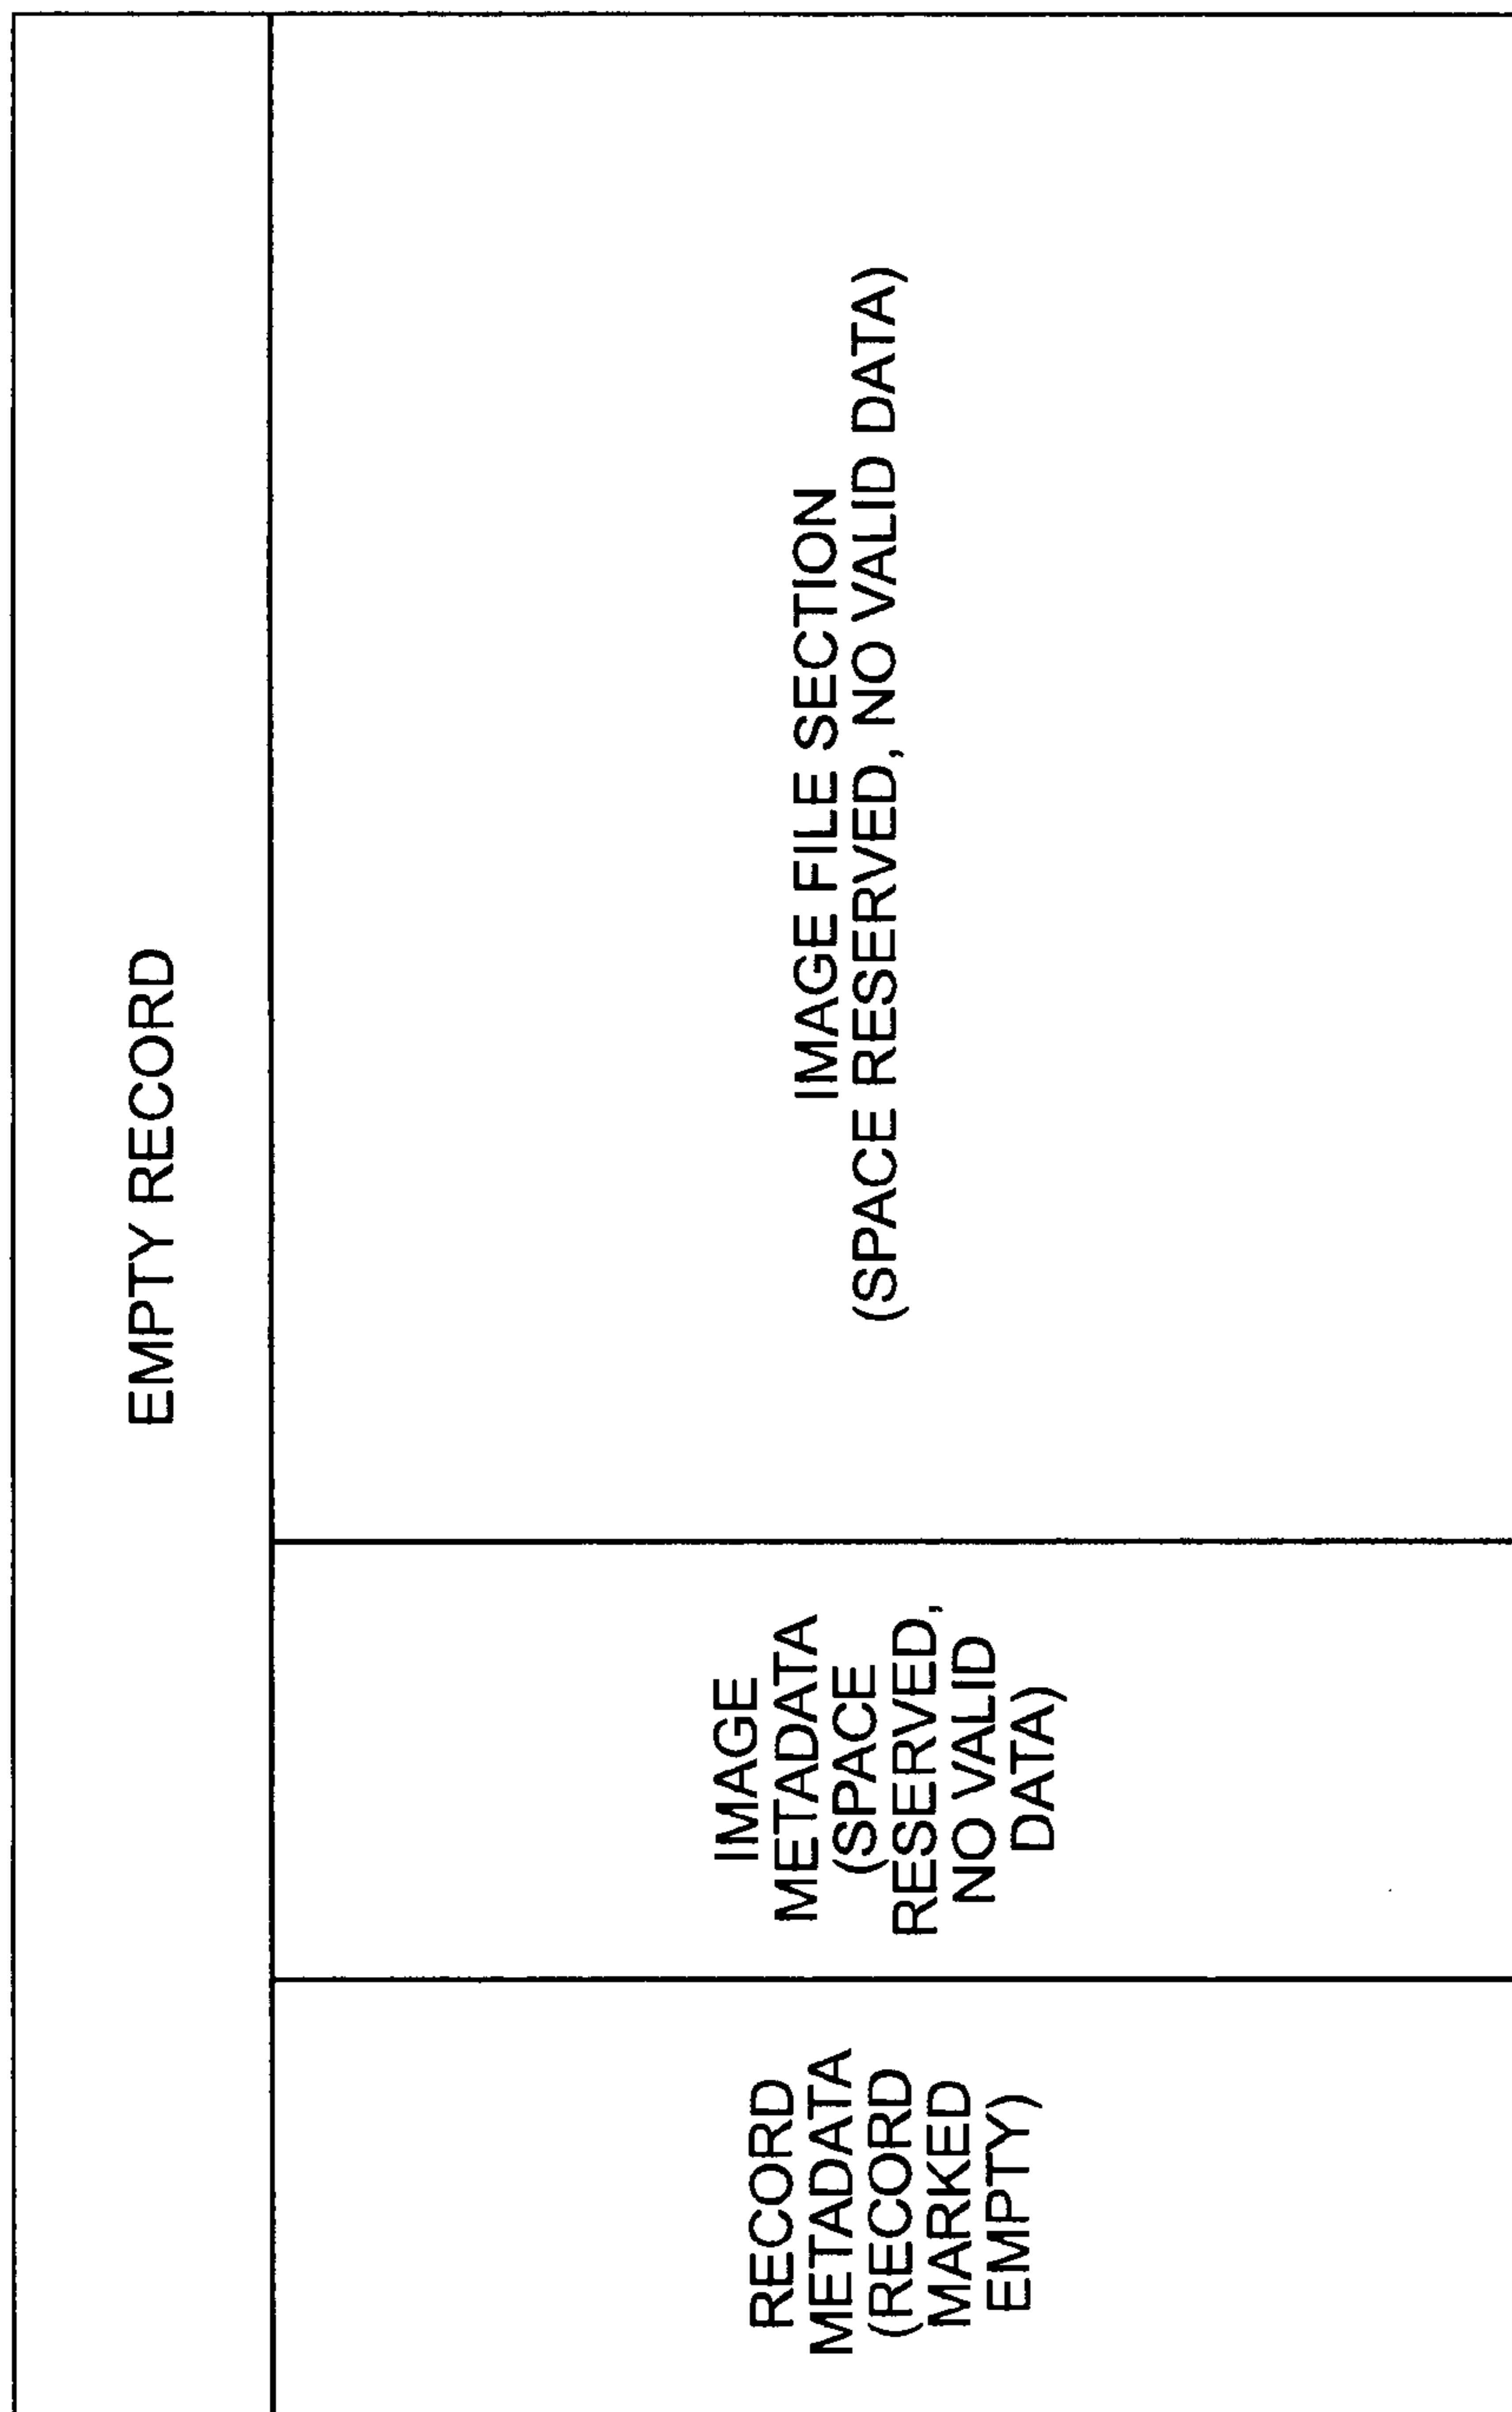 EMPTY RECORD
RECORD
METADATA
(RECORD
MARKED
EMPTY)
IMAGE
METADATA
(SPACE
RESERVED,
NO VALID
DATA)
IMAGE FILE SECTION
(SPACE RESERVED, NO VALID DATA)